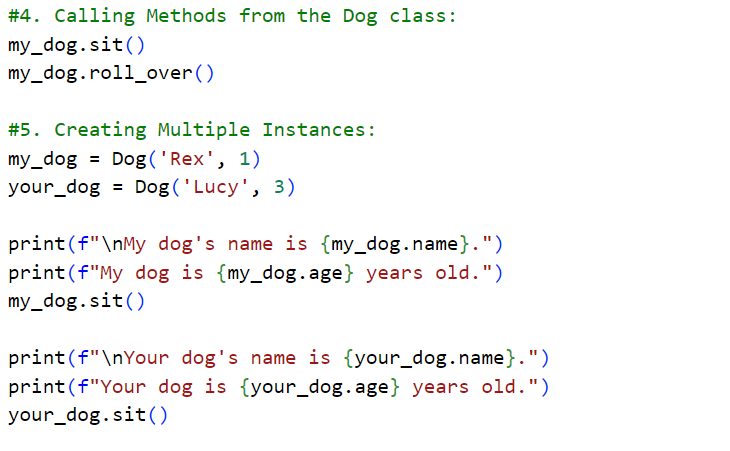 #4. Calling Methods from the Dog class:
my_dog.sit()
my_dog.roll_over()
#5. Creating Multiple Instances:
my_dog = Dog('Rex', 1)
your_dog = Dog('Lucy', 3)
print(f"\nMy dog's name is {my_dog.name}.")
print(f"My dog is {my_dog.age} years old.")
my_dog.sit()
print(f"\nYour dog's name is {your_dog.name}.")
print(f"Your dog is {your_dog.age} years old.")
your_dog.sit()